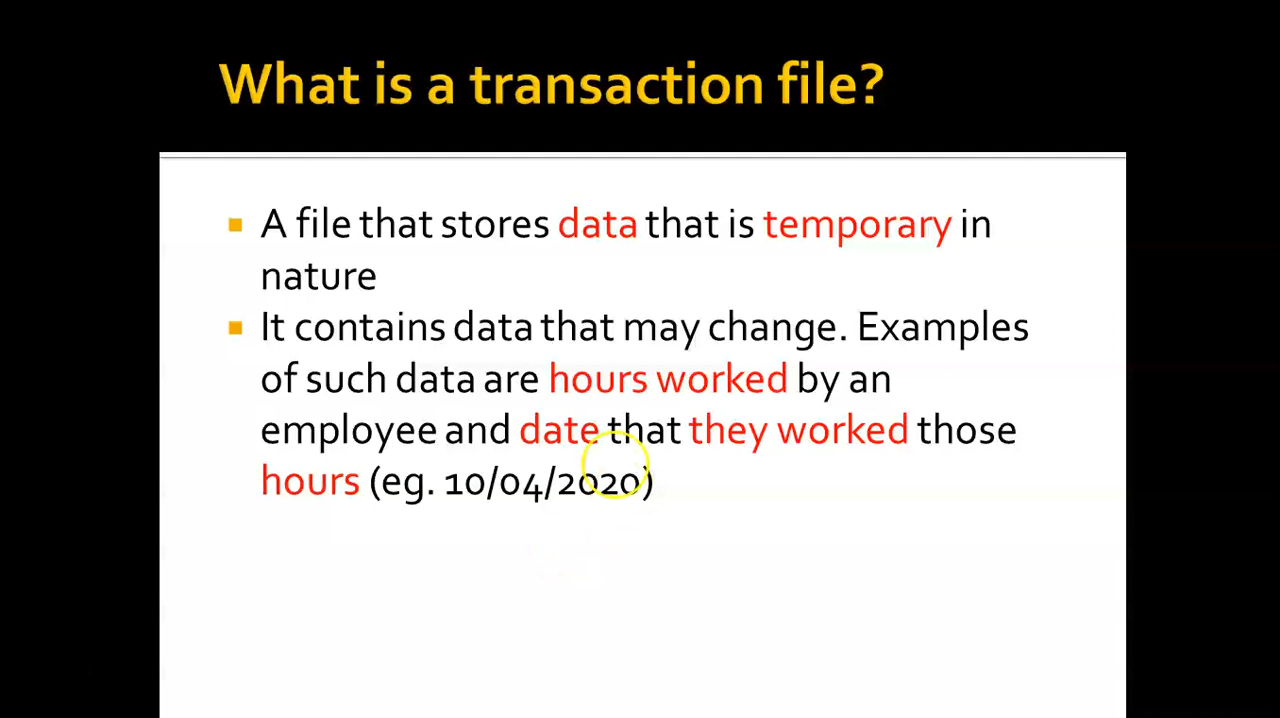 What is a transaction file?
A file that stores data that is temporary in
nature
It contains data that may change. Examples
of such data are hours worked by an
employee and date that they worked those
hours (eg. 10/04/2020)